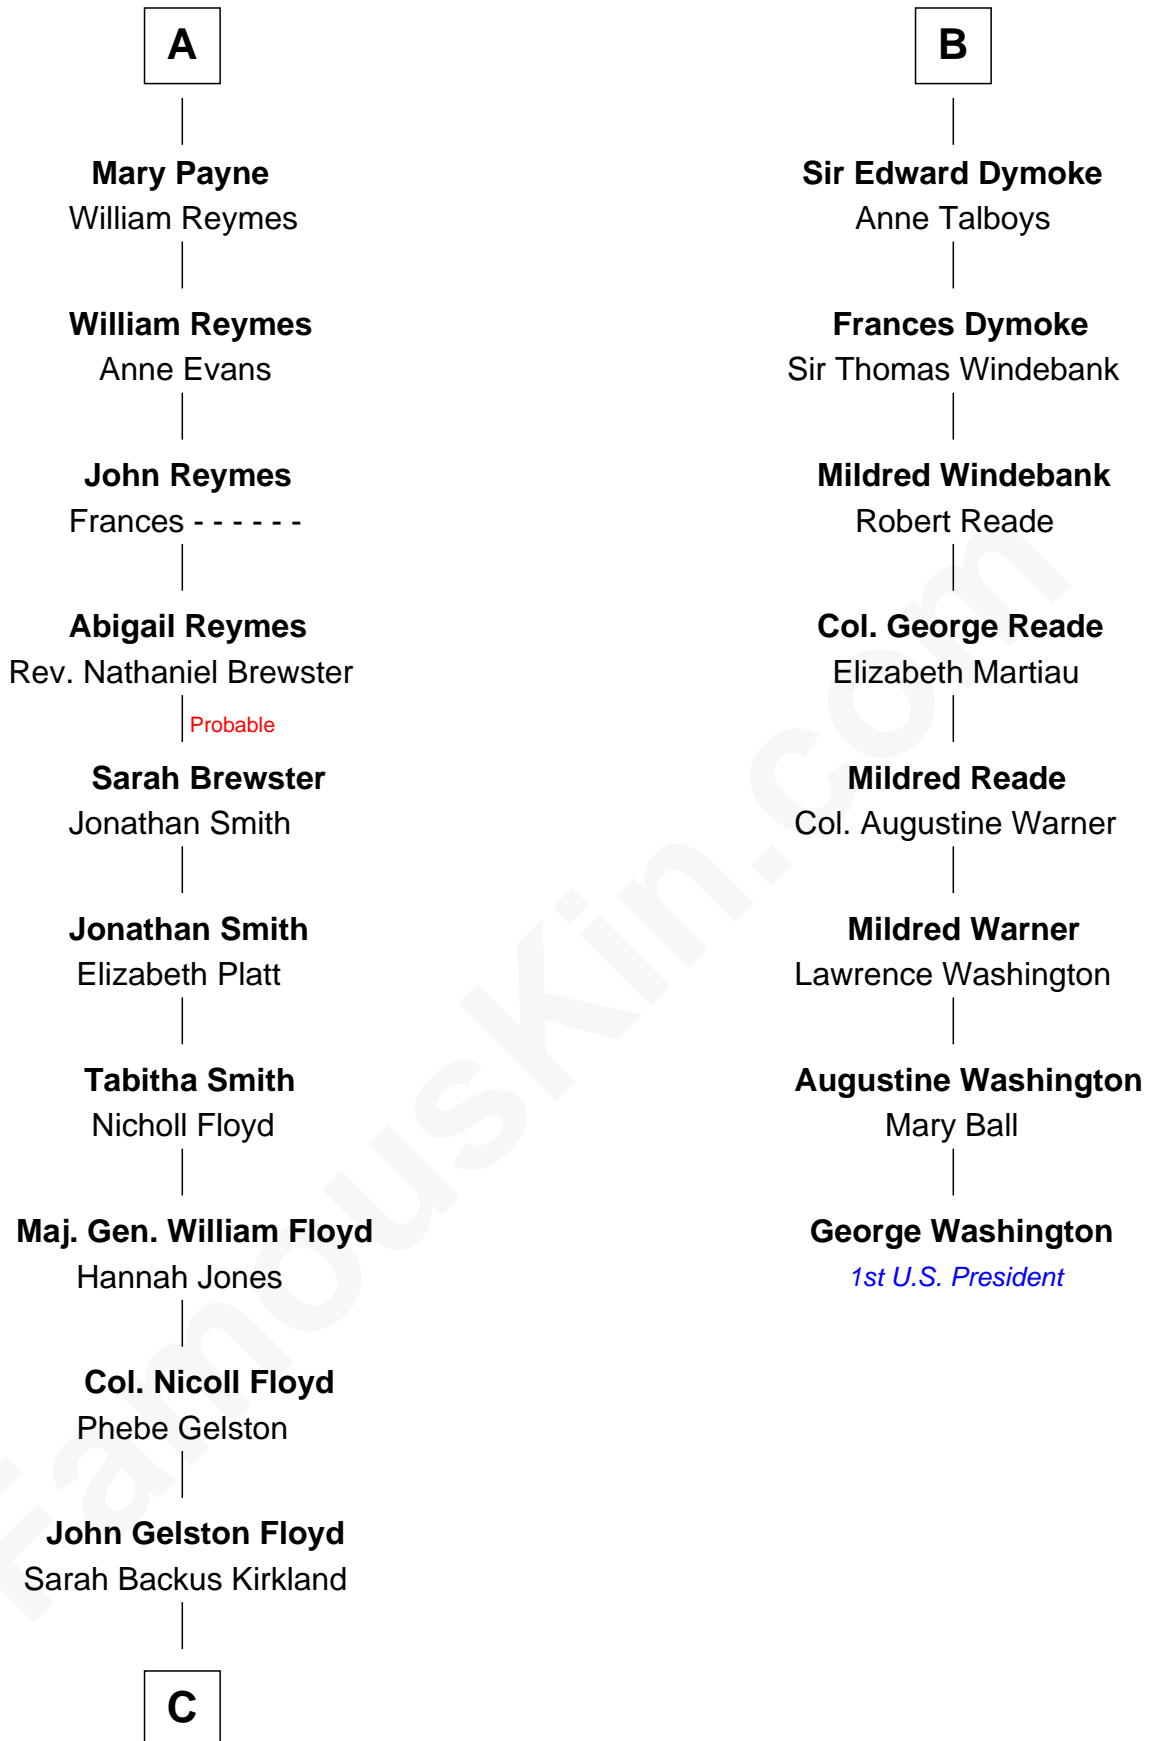 A
Mary Payne
William Reymes
William Reymes
Anne Evans
John Reymes
Frances - - - - - -
Abigail Reymes
Rev. Nathaniel Brewster
Probable
Sarah Brewster
Jonathan Smith
Jonathan Smith
Elizabeth Platt
Tabitha Smith
Nicholl Floyd
Maj. Gen. William Floyd
Hannah Jones
Col. Nicoll Floyd
Phebe Gelston
John Gelston Floyd
Sarah Backus Kirkland
C
B
Sir Edward Dymoke
Anne Talboys
Frances Dymoke
Sir Thomas Windebank
Mildred Windebank
Robert Reade
Col. George Reade
Elizabeth Martiau
Mildred Reade
Col. Augustine Warner
Mildred Warner
Lawrence Washington
Augustine Washington
Mary Ball
George Washington
1st U.S. President
FamousKin.com